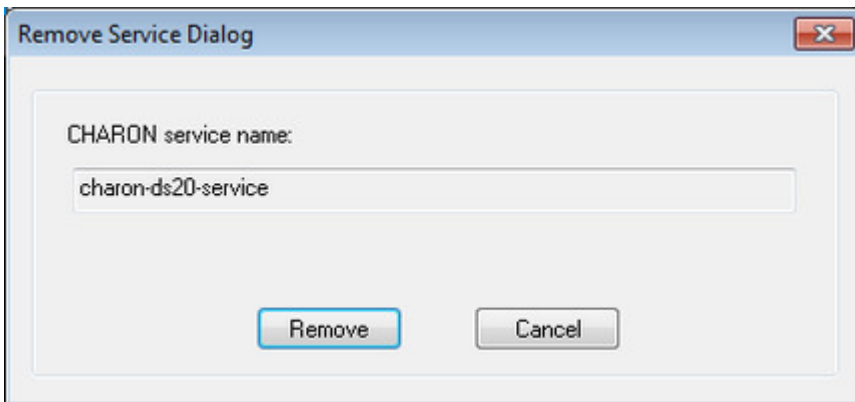 Remove Service Dialog
CHARON service name:
charon-ds20-service
Remove Cancel